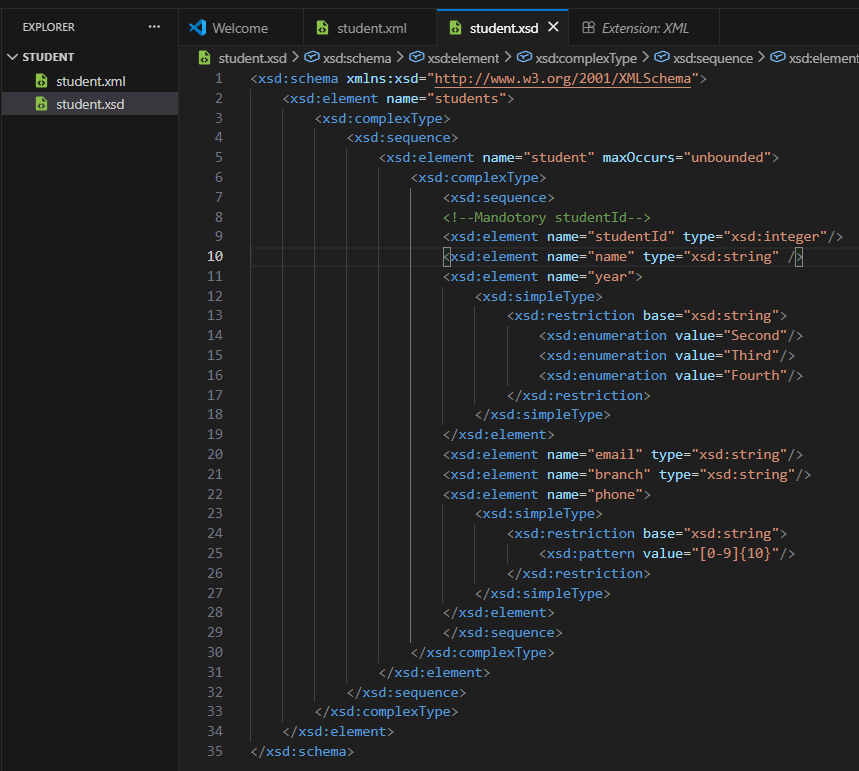 EXPLORER ···
Welcome
student.xml
student.xsd
Extension: XML
STUDENT
student.xml
student.xsd
student.xsd > xsd:schema > xsd:element > xsd:complexType > xsd:sequence > xsd:element
1 <xsd:schema xmlns:xsd="http://www.w3.org/2001/XMLSchema">
2 <xsd:element name="students">
3 <xsd:complexType>
4 <xsd:sequence>
5 <xsd:element name="student" maxOccurs="unbounded">
6 <xsd:complexType>
7 <xsd:sequence>
8 <!--Mandotory studentId-->
9 <xsd:element name="studentId" type="xsd:integer"/>
10 <xsd:element name="name" type="xsd:string" />
11 <xsd:element name="year">
12 <xsd:simpleType>
13 <xsd:restriction base="xsd:string">
14 <xsd:enumeration value="Second"/>
15 <xsd:enumeration value="Third"/>
16 <xsd:enumeration value="Fourth"/>
17 </xsd:restriction>
18 </xsd:simpleType>
19 </xsd:element>
20 <xsd:element name="email" type="xsd:string"/>
21 <xsd:element name="branch" type="xsd:string"/>
22 <xsd:element name="phone">
23 <xsd:simpleType>
24 <xsd:restriction base="xsd:string">
25 <xsd:pattern value="[0-9]{10}"/>
26 </xsd:restriction>
27 </xsd:simpleType>
28 </xsd:element>
29 </xsd:sequence>
30 </xsd:complexType>
31 </xsd:element>
32 </xsd:sequence>
33 </xsd:complexType>
34 </xsd:element>
35 </xsd:schema>